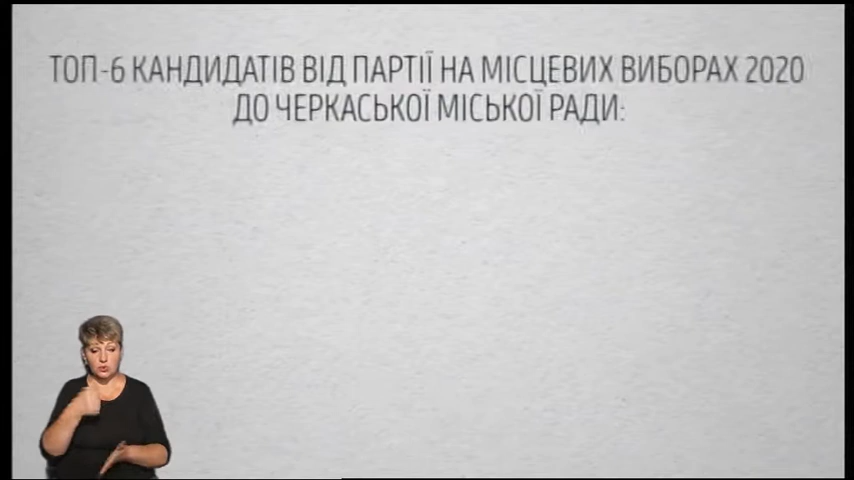 ТОП-6 КАНДИДАТІВ ВІД ПАРТІЇ НА МІСЦЕВИХ ВИБОРАХ 2020
ДО ЧЕРКАСЬКОЇ МІСЬКОЇ РАДИ: